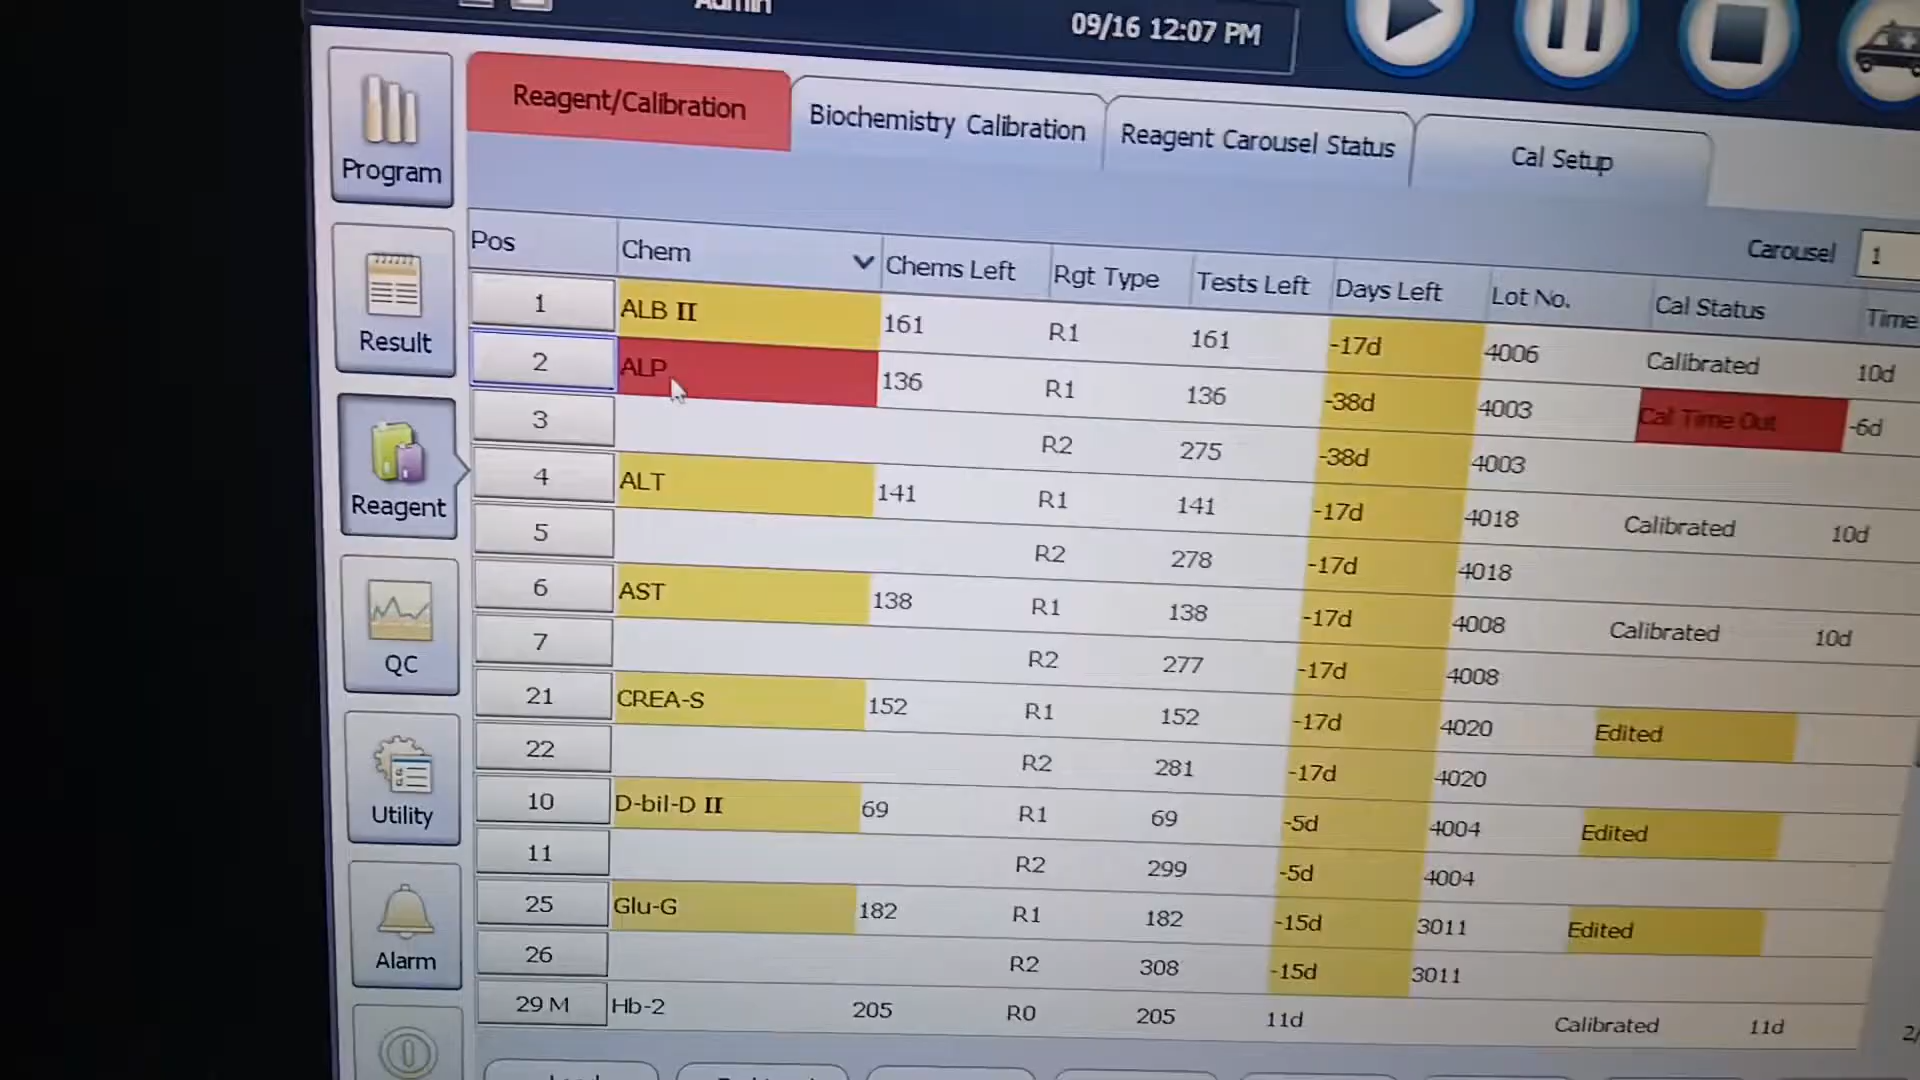 Admin
09/16 12:07 PM
Program
Result
Reagent
QC
Utility
Alarm
Reagent/Calibration
Biochemistry Calibration
Reagent Carousel Status
Cal Setup
Carousel 1
Pos Chem Chems Left Rgt Type Tests Left Days Left Lot No. Cal Status Time
1 ALB II 161 R1 161 -17d 4006 Calibrated 10d
2 ALP 136 R1 136 -38d 4003 Cal Time Out -6d
3 R2 275 -38d 4003
4 ALT 141 R1 141 -17d 4018 Calibrated 10d
5 R2 278 -17d 4018
6 AST 138 R1 138 -17d 4008 Calibrated 10d
7 R2 277 -17d 4008
21 CREA-S 152 R1 152 -17d 4020 Edited
22 R2 281 -17d 4020
10 D-bil-D II 69 R1 69 -5d 4004 Edited
11 R2 299 -5d 4004
25 Glu-G 182 R1 182 -15d 3011 Edited
26 R2 308 -15d 3011
29 M Hb-2 205 R0 205 11d Calibrated 11d